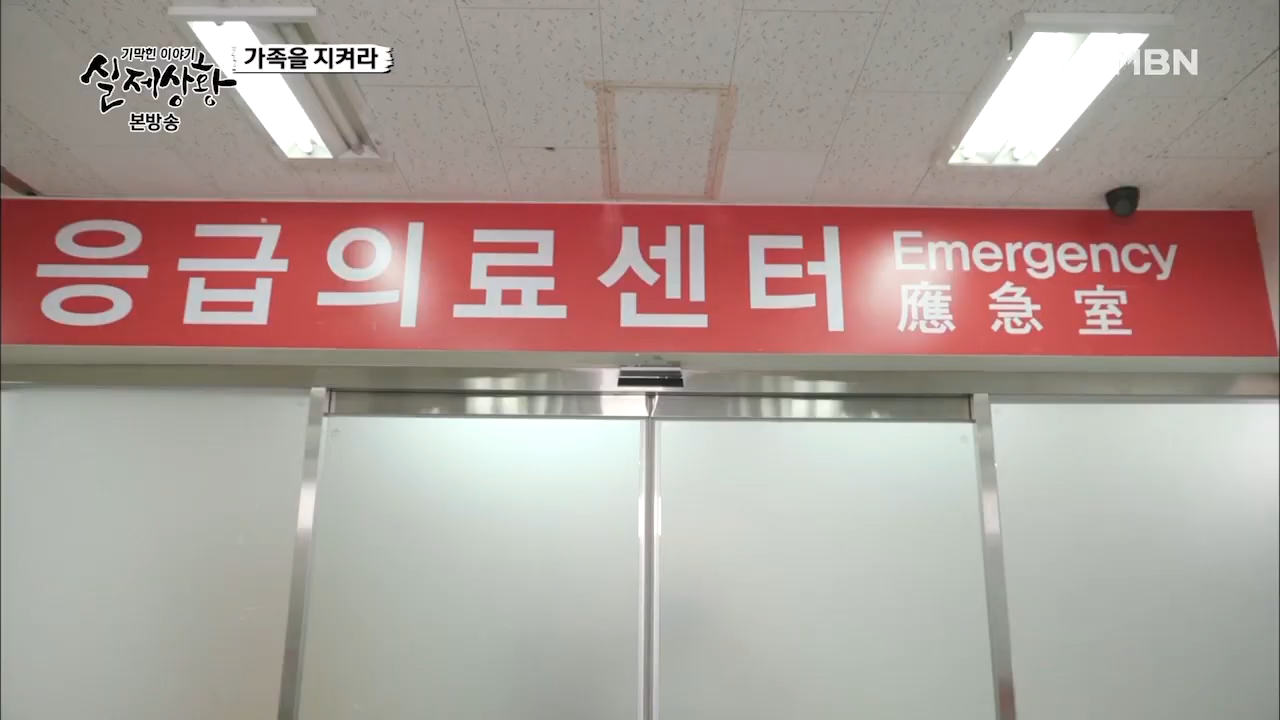 기막힌 이야기
실제상황
본방송
가족을 지켜라
MBN
응급의료센터
Emergency
應急室